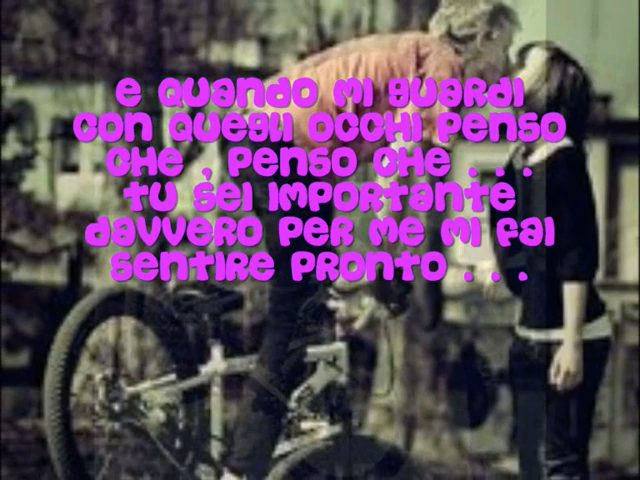 E QUANDO MI GUARDI
CON QUEGLI OCCHI PENSO
CHE , PENSO CHE . . .
TU SEI IMPORTANTE
DAVVERO PER ME MI FAI
SENTIRE PRONTO . . .